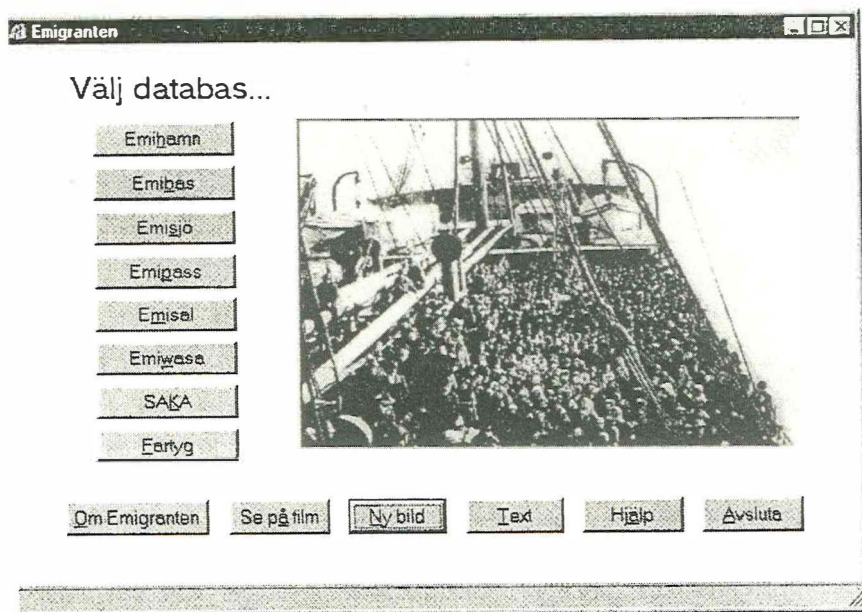 Emigranten
Välj databas...
Emihamn
Emibas
Emisjö
Emipass
Emisal
Emiwasa
SAKA
Fartyg
Om Emigranten Se på film Ny bild Text Hjälp Avsluta